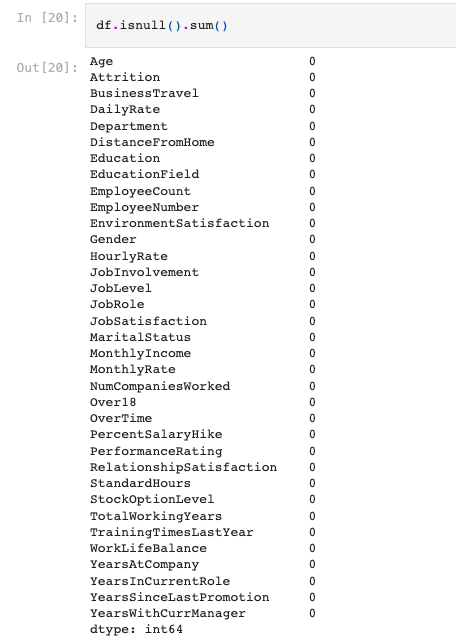 In [20]: df.isnull().sum()
Out[20]: Age 0
Attrition 0
BusinessTravel 0
DailyRate 0
Department 0
DistanceFromHome 0
Education 0
EducationField 0
EmployeeCount 0
EmployeeNumber 0
EnvironmentSatisfaction 0
Gender 0
HourlyRate 0
JobInvolvement 0
JobLevel 0
JobRole 0
JobSatisfaction 0
MaritalStatus 0
MonthlyIncome 0
MonthlyRate 0
NumCompaniesWorked 0
Over18 0
OverTime 0
PercentSalaryHike 0
PerformanceRating 0
RelationshipSatisfaction 0
StandardHours 0
StockOptionLevel 0
TotalWorkingYears 0
TrainingTimesLastYear 0
WorkLifeBalance 0
YearsAtCompany 0
YearsInCurrentRole 0
YearsSinceLastPromotion 0
YearsWithCurrManager 0
dtype: int64